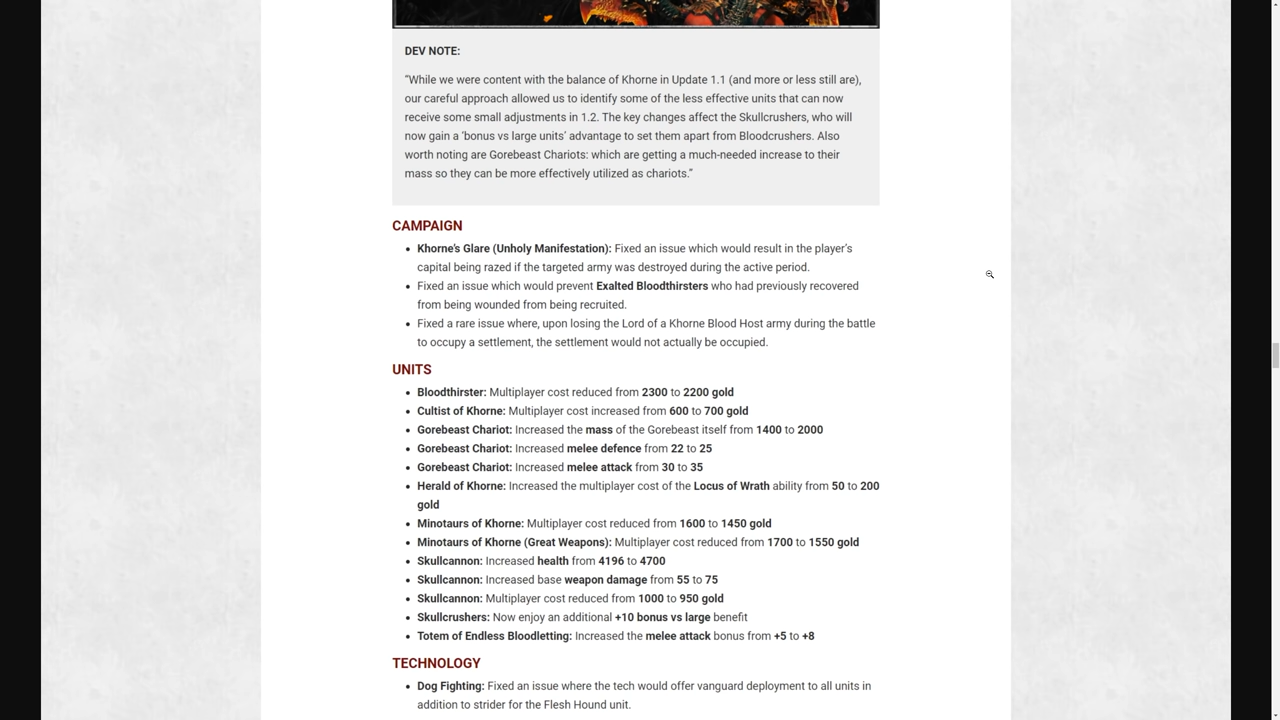 DEV NOTE:
“While we were content with the balance of Khorne in Update 1.1 (and more or less still are),
our careful approach allowed us to identify some of the less effective units that can now
receive some small adjustments in 1.2. The key changes affect the Skullcrushers, who will
now gain a ‘bonus vs large units’ advantage to set them apart from Bloodcrushers. Also
worth noting are Gorebeast Chariots: which are getting a much-needed increase to their
mass so they can be more effectively utilized as chariots.”
CAMPAIGN
• Khorne’s Glare (Unholy Manifestation): Fixed an issue which would result in the player’s
capital being razed if the targeted army was destroyed during the active period.
• Fixed an issue which would prevent Exalted Bloodthirsters who had previously recovered
from being wounded from being recruited.
• Fixed a rare issue where, upon losing the Lord of a Khorne Blood Host army during the battle
to occupy a settlement, the settlement would not actually be occupied.
UNITS
• Bloodthirster: Multiplayer cost reduced from 2300 to 2200 gold
• Cultist of Khorne: Multiplayer cost increased from 600 to 700 gold
• Gorebeast Chariot: Increased the mass of the Gorebeast itself from 1400 to 2000
• Gorebeast Chariot: Increased melee defence from 22 to 25
• Gorebeast Chariot: Increased melee attack from 30 to 35
• Herald of Khorne: Increased the multiplayer cost of the Locus of Wrath ability from 50 to 200
gold
• Minotaurs of Khorne: Multiplayer cost reduced from 1600 to 1450 gold
• Minotaurs of Khorne (Great Weapons): Multiplayer cost reduced from 1700 to 1550 gold
• Skullcannon: Increased health from 4196 to 4700
• Skullcannon: Increased base weapon damage from 55 to 75
• Skullcannon: Multiplayer cost reduced from 1000 to 950 gold
• Skullcrushers: Now enjoy an additional +10 bonus vs large benefit
• Totem of Endless Bloodletting: Increased the melee attack bonus from +5 to +8
TECHNOLOGY
• Dog Fighting: Fixed an issue where the tech would offer vanguard deployment to all units in
addition to strider for the Flesh Hound unit.